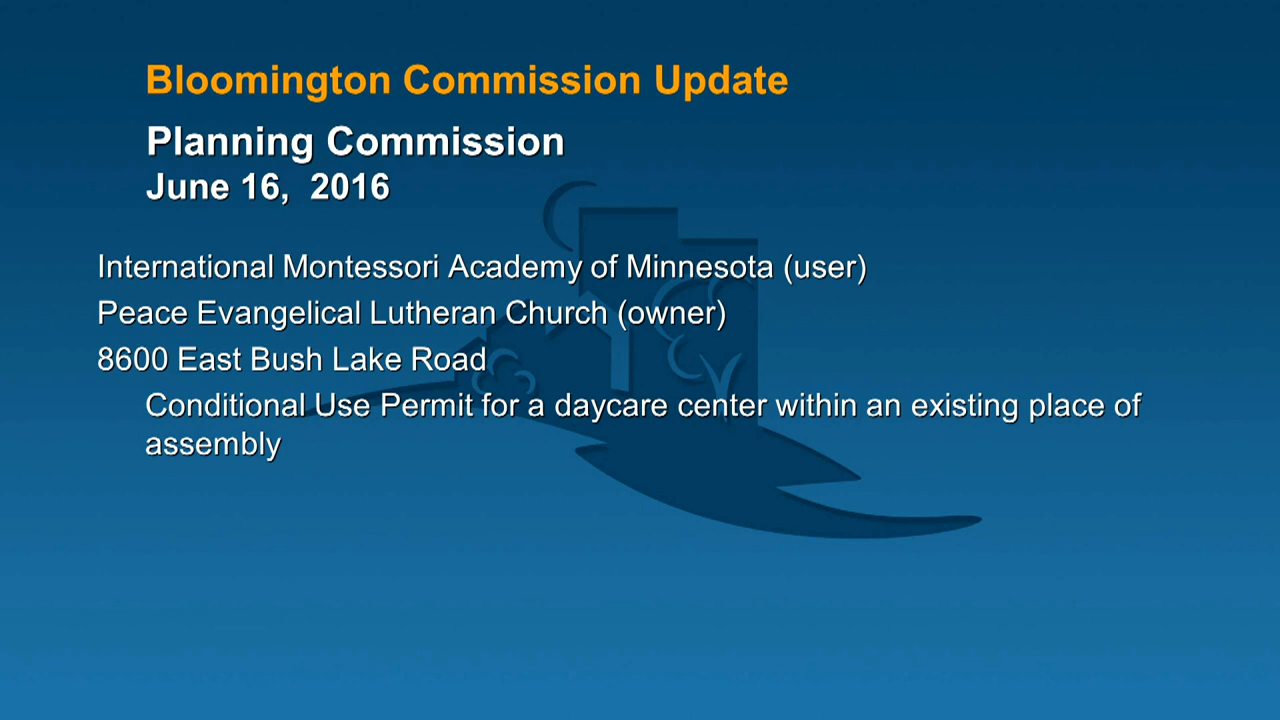 Bloomington Commission Update
Planning Commission
June 16,  2016
International Montessori Academy of Minnesota (user)
Peace Evangelical Lutheran Church (owner)
8600 East Bush Lake Road
Conditional Use Permit for a daycare center within an existing place of
assembly